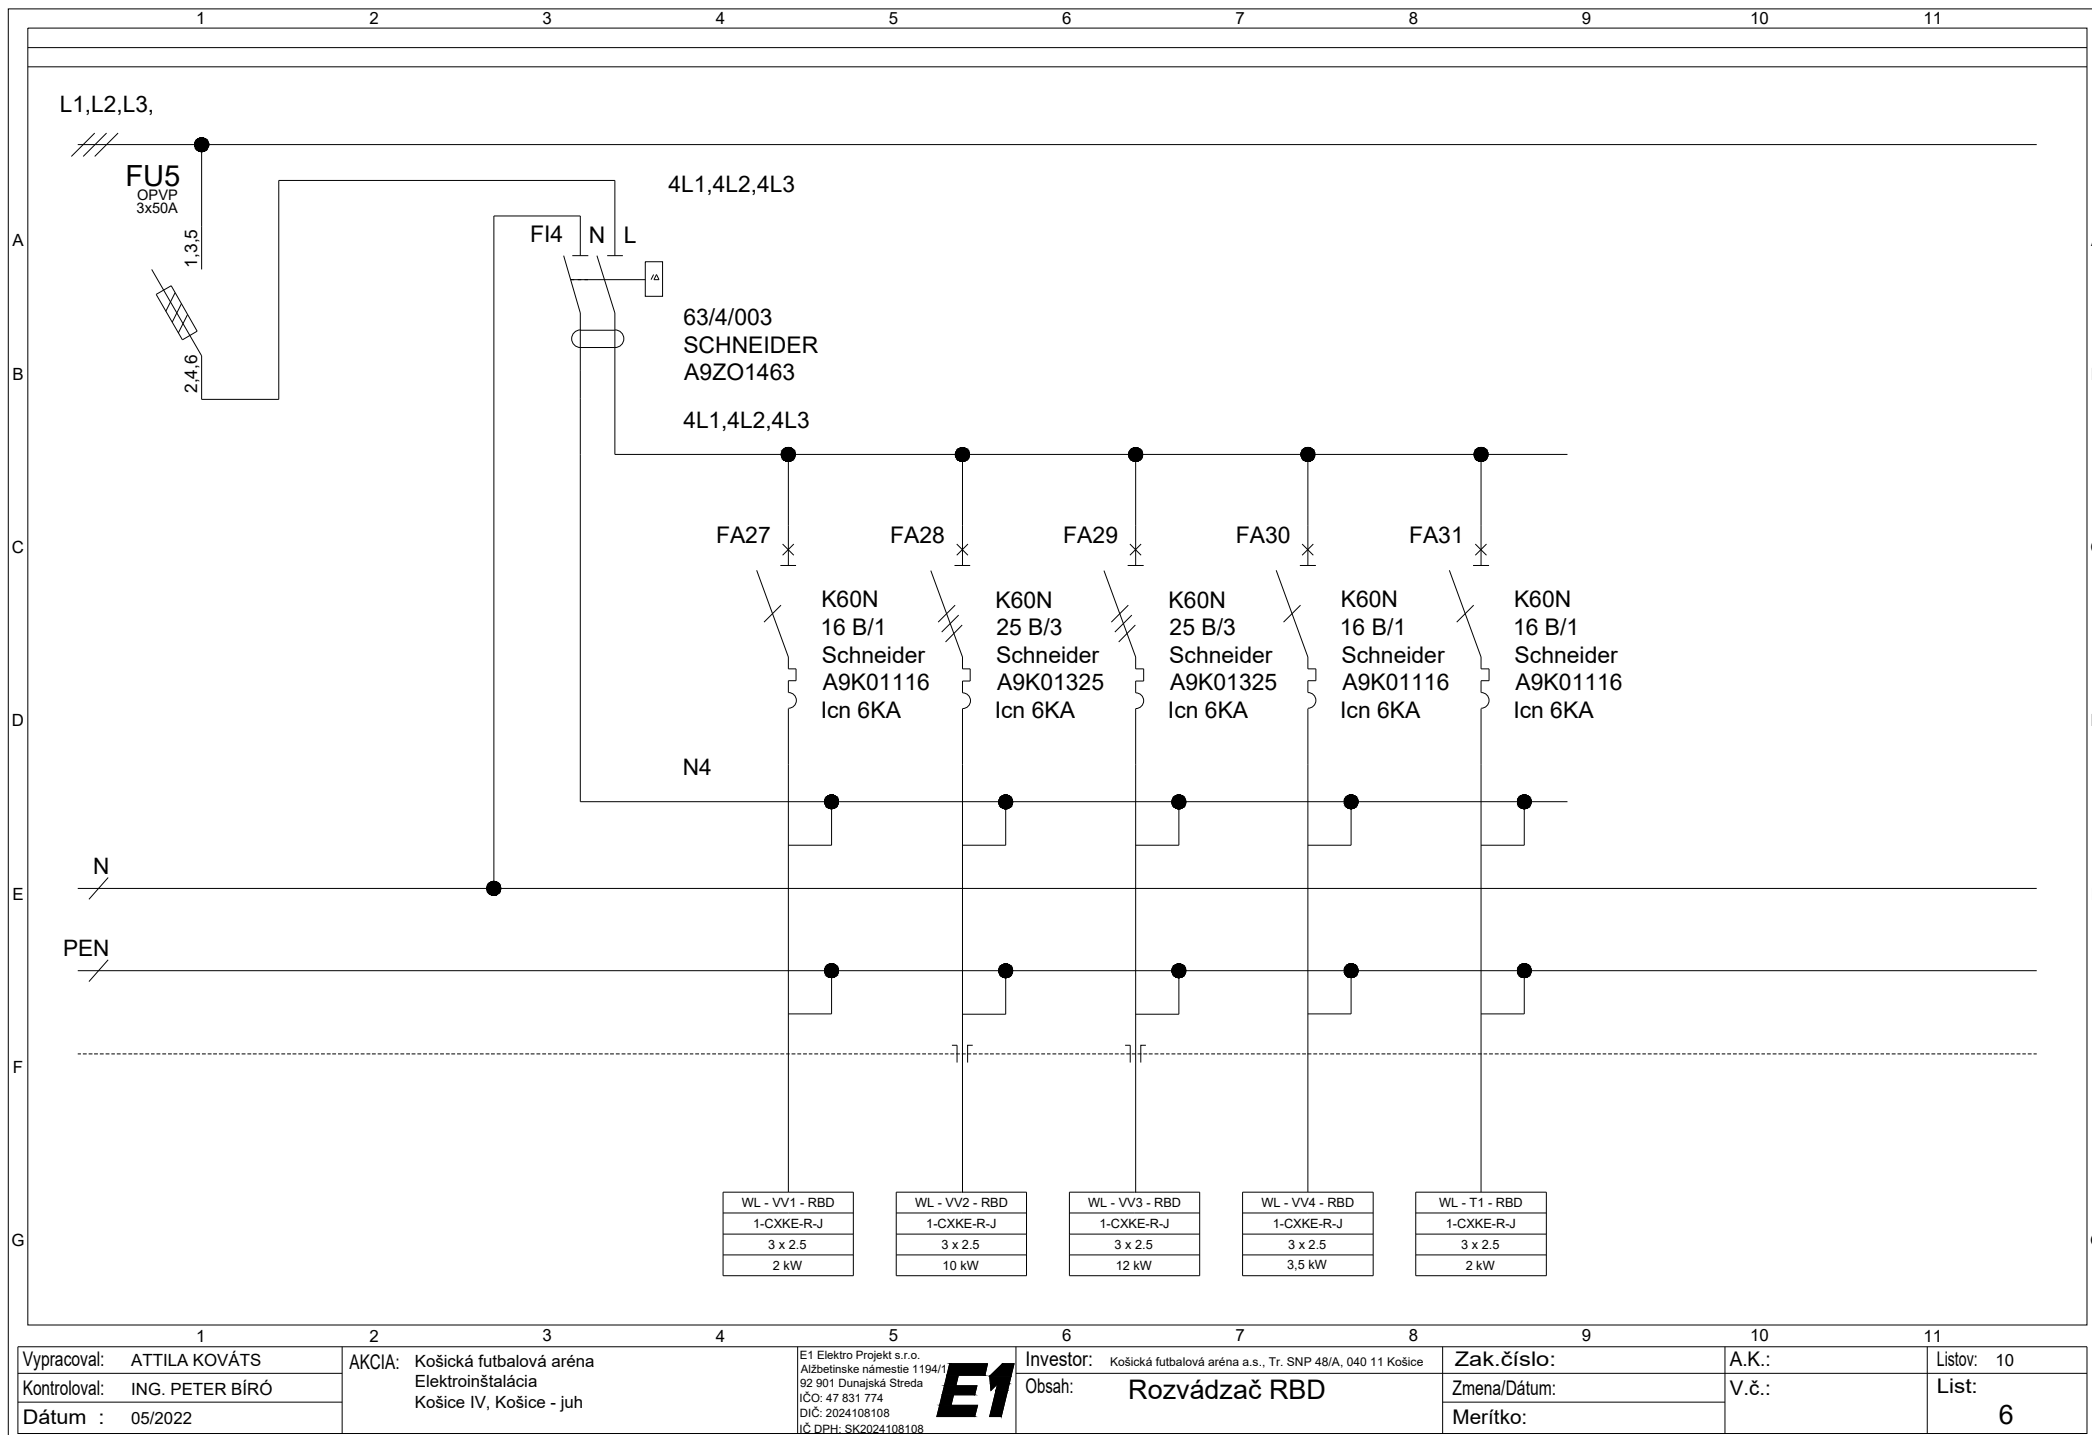 1 2 3 4 5 6 7 8 9 10 11
L1,L2,L3,
FU5
OPVP
3x50A
1,3,5
2,4,6
4L1,4L2,4L3
FI4 N L
63/4/003
SCHNEIDER
A9ZO1463
4L1,4L2,4L3
A
B
C
D
E
F
G
FA27
K60N
16 B/1
Schneider
A9K01116
Icn 6KA
FA28
K60N
25 B/3
Schneider
A9K01325
Icn 6KA
FA29
K60N
25 B/3
Schneider
A9K01325
Icn 6KA
FA30
K60N
16 B/1
Schneider
A9K01116
Icn 6KA
FA31
K60N
16 B/1
Schneider
A9K01116
Icn 6KA
N4
N
PEN
WL - VV1 - RBD
1-CXKE-R-J
3 x 2.5
2 kW
WL - VV2 - RBD
1-CXKE-R-J
3 x 2.5
10 kW
WL - VV3 - RBD
1-CXKE-R-J
3 x 2.5
12 kW
WL - VV4 - RBD
1-CXKE-R-J
3 x 2.5
3,5 kW
WL - T1 - RBD
1-CXKE-R-J
3 x 2.5
2 kW
1 2 3 4 5 6 7 8 9 10 11
Vypracoval: ATTILA KOVÁTS
Kontroloval: ING. PETER BÍRÓ
Dátum : 05/2022
AKCIA: Košická futbalová aréna
Elektroinštalácia
Košice IV, Košice - juh
E1 Elektro Projekt s.r.o.
Alžbetinske námestie 1194/1
92 901 Dunajská Streda
IČO: 47 831 774
DIČ: 2024108108
IČ DPH: SK2024108108
E1
Investor: Košická futbalová aréna a.s., Tr. SNP 48/A, 040 11 Košice
Obsah: Rozvádzač RBD
Zak.číslo:
Zmena/Dátum:
Merítko:
A.K.:
V.č.:
Listov: 10
List:
6